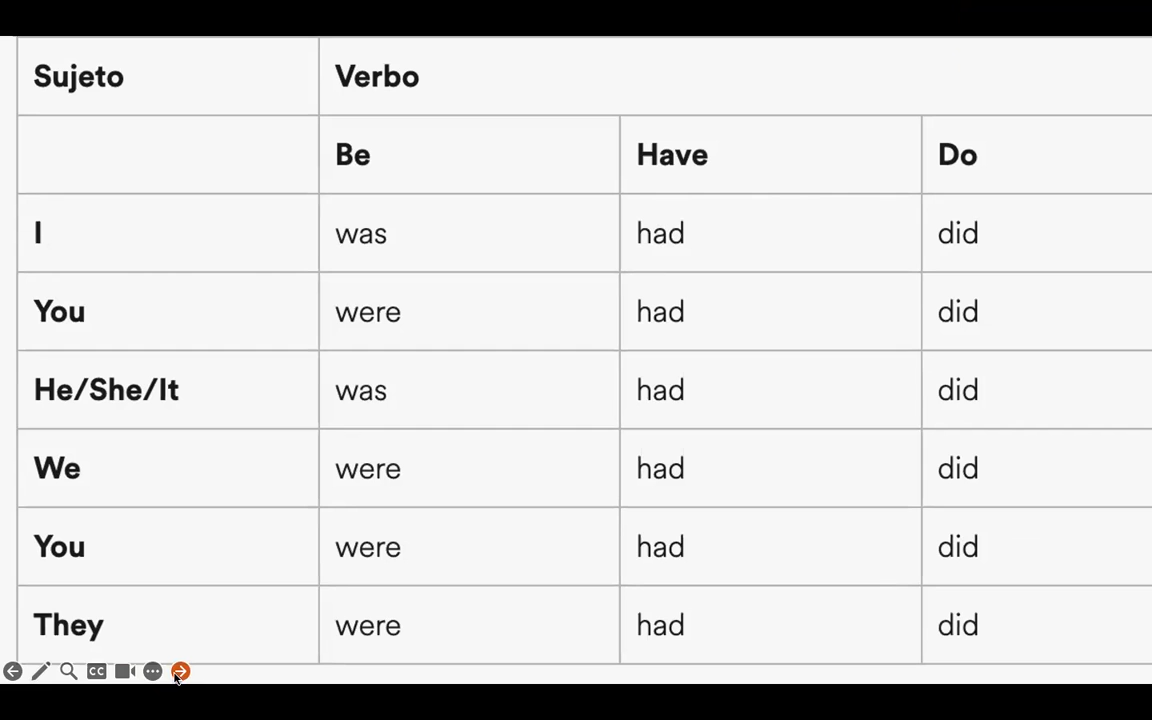 Sujeto Verbo
Be Have Do
I was had did
You were had did
He/She/It was had did
We were had did
You were had did
They were had did
CC